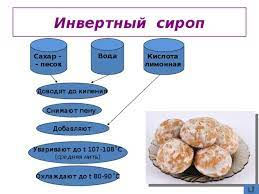 Инвертный сироп
Сахар –
- песок
Вода
Кислота
лимонная
Доводят до кипения
Снимают пену
Добавляют
Уваривают до t 107-108˚С
(средняя нить)
Охлаждают до t 80-90˚С